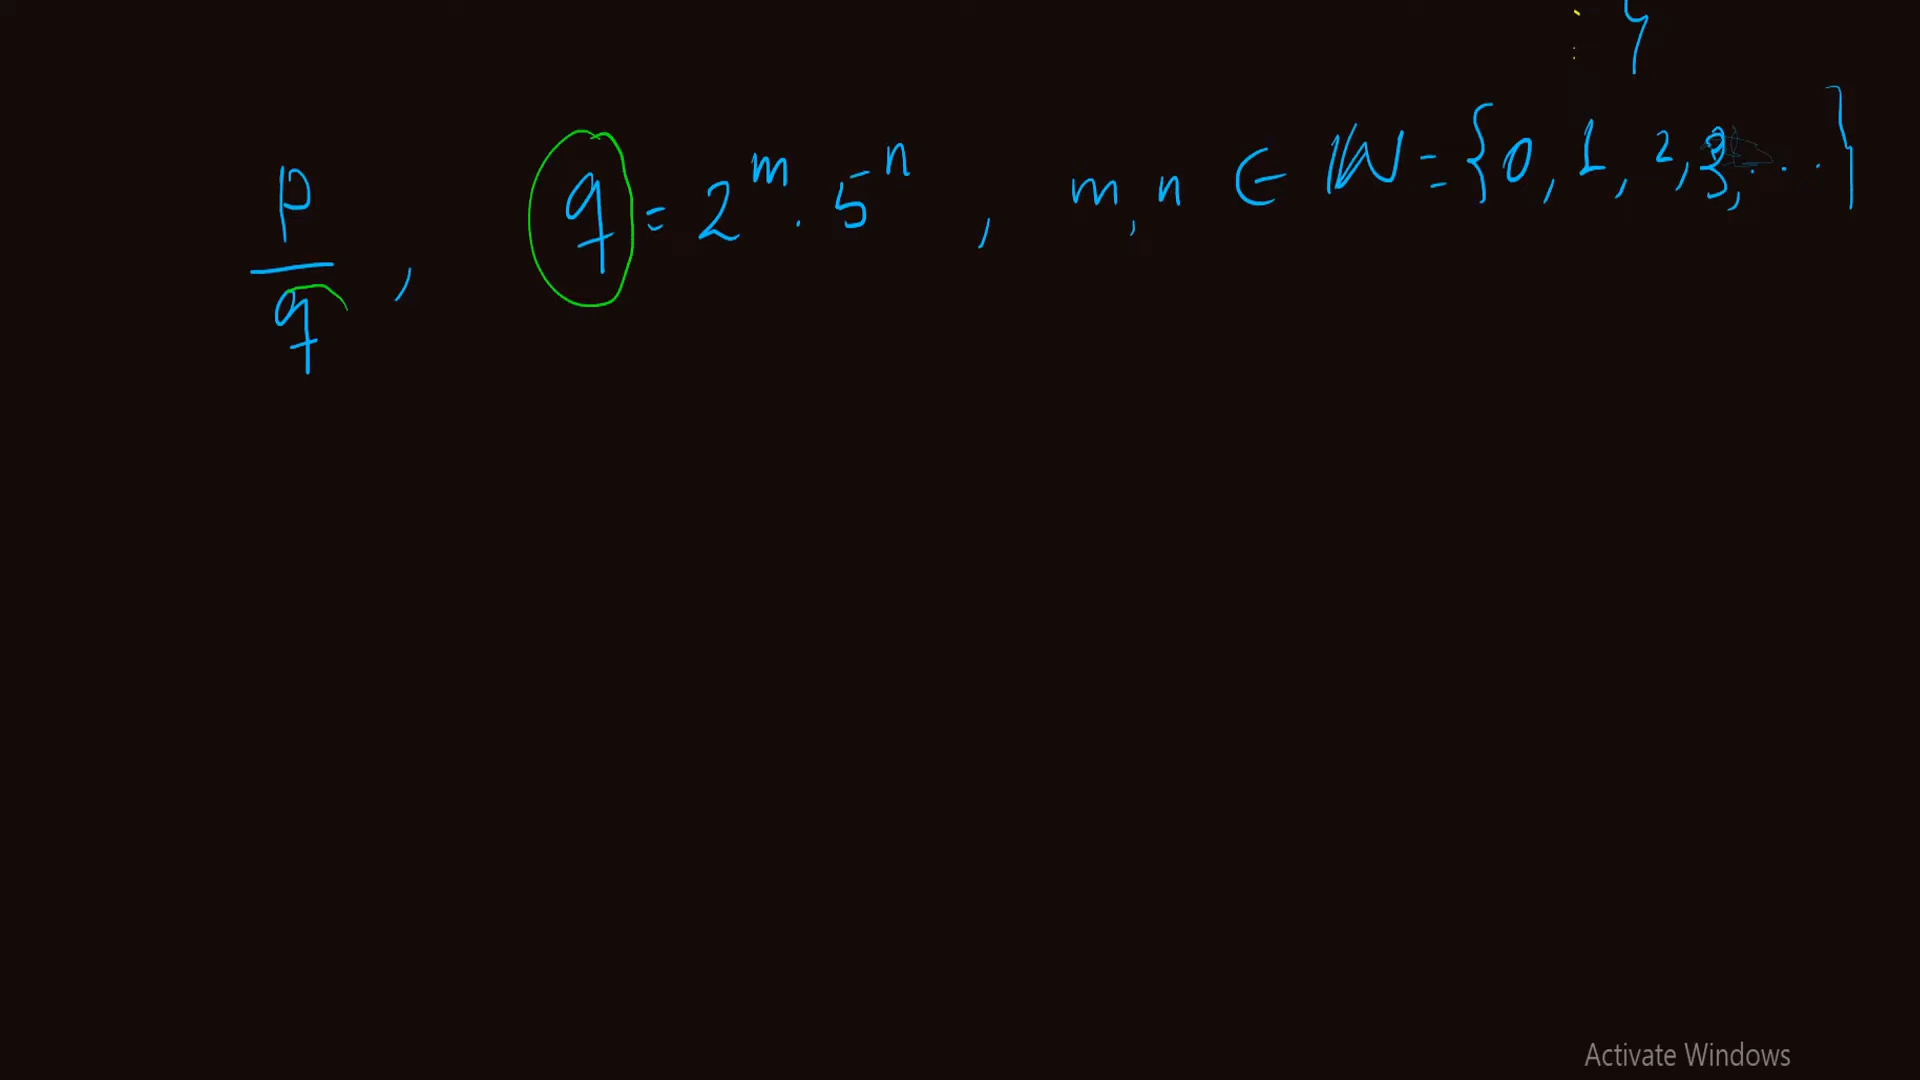 p/q , q = 2^m . 5^n , m, n ∈ W = {0, 1, 2, 3, ...}
Activate Windows